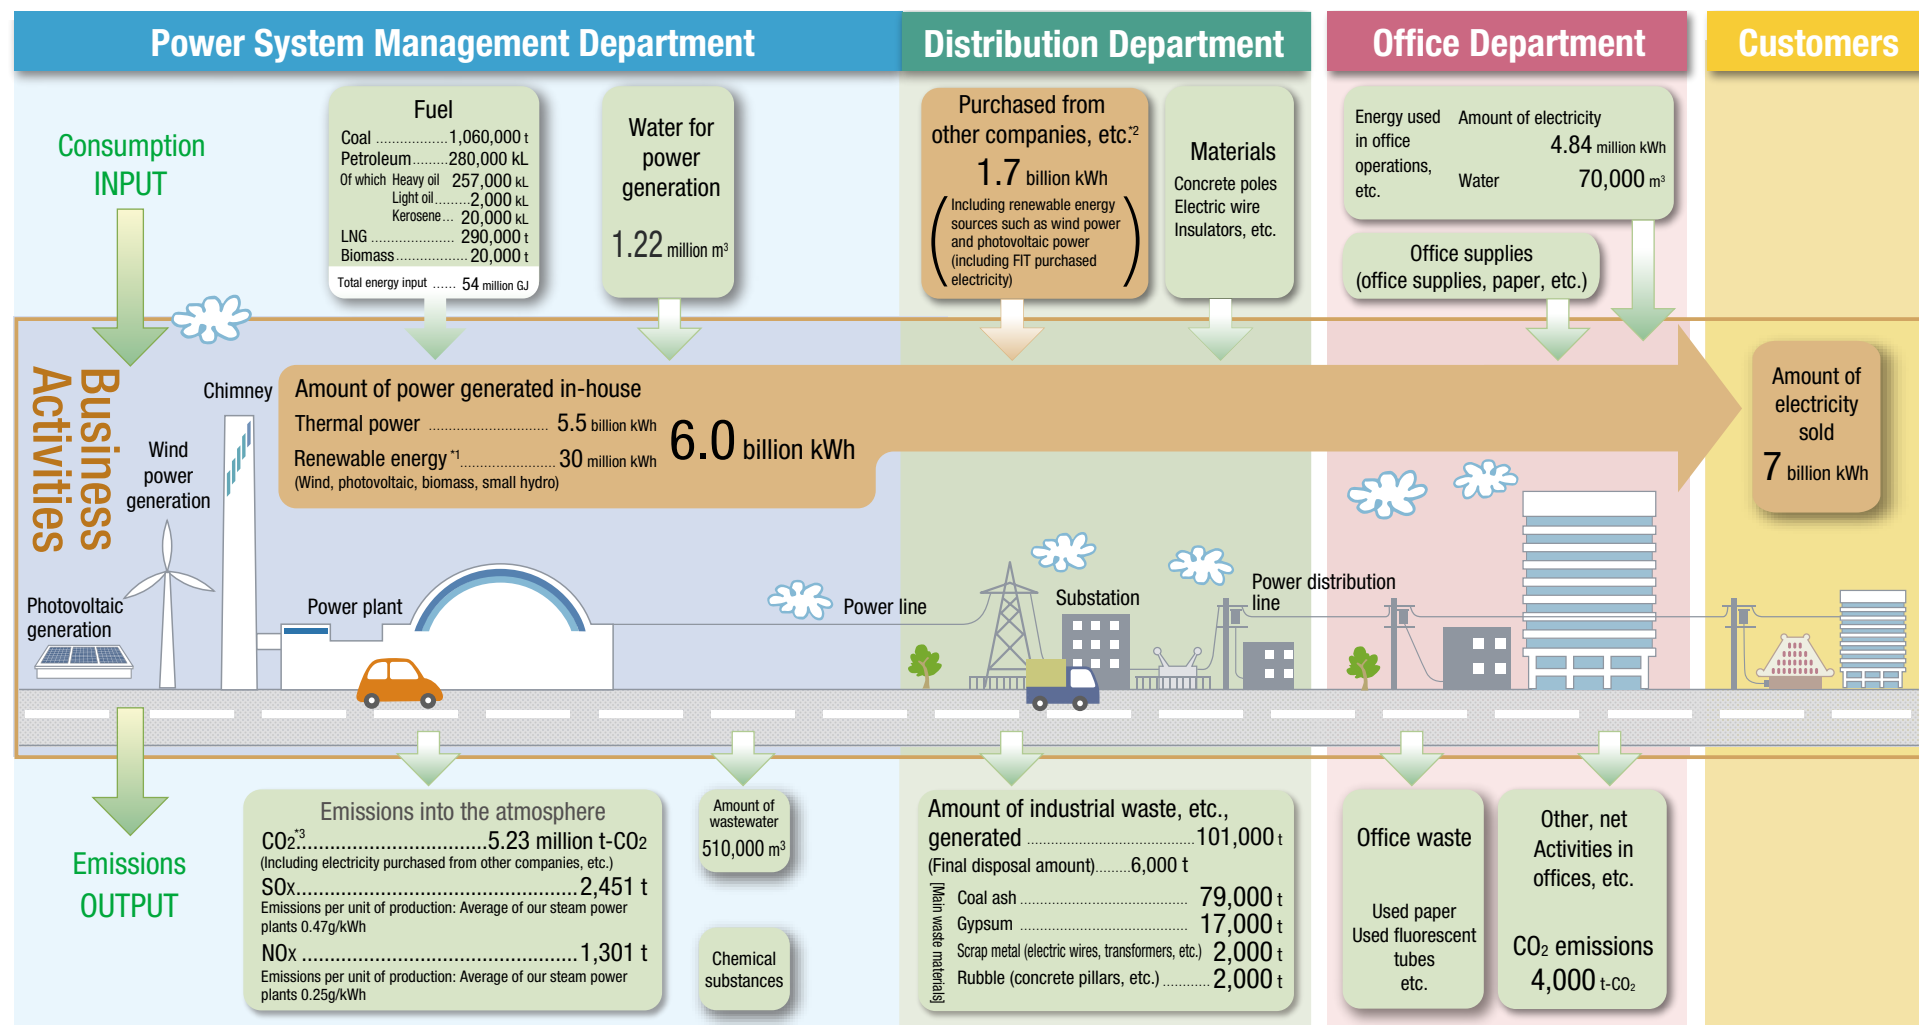 Power System Management Department
Distribution Department
Office Department
Customers
Consumption
INPUT
Fuel
Coal ..................1,060,000 t
Petroleum.........280,000 kL
Of which Heavy oil 257,000 kL
Light oil.........2,000 kL
Kerosene... 20,000 kL
LNG ..................... 290,000 t
Biomass.................. 20,000 t
Total energy input ...... 54 million GJ
Water for
power
generation
1.22 million m³
Purchased from
other companies, etc.*2
1.7 billion kWh
(Including renewable energy
sources such as wind power
and photovoltaic power
(including FIT purchased
electricity)
)
Materials
Concrete poles
Electric wire
Insulators, etc.
Energy used
in office
operations,
etc.
Amount of electricity
4.84 million kWh
Water 70,000 m³
Office supplies
(office supplies, paper, etc.)
Business
Activities
Chimney
Wind
power
generation
Photovoltaic
generation
Power plant
Amount of power generated in-house
Thermal power .............................. 5.5 billion kWh
Renewable energy *1........................ 30 million kWh
(Wind, photovoltaic, biomass, small hydro)
6.0 billion kWh
Power line
Substation
Power distribution
line
Amount of
electricity
sold
7 billion kWh
Emissions
OUTPUT
Emissions into the atmosphere
CO₂*3..................................5.23 million t-CO₂
(Including electricity purchased from other companies, etc.)
SOx..................................................2,451 t
Emissions per unit of production: Average of our steam power
plants 0.47g/kWh
NOx ................................................1,301 t
Emissions per unit of production: Average of our steam power
plants 0.25g/kWh
Amount of
wastewater
510,000 m³
Chemical
substances
Amount of industrial waste, etc.,
generated ..........................................101,000 t
(Final disposal amount).........6,000 t
[Main waste materials]
Coal ash .......................................... 79,000 t
Gypsum .......................................... 17,000 t
Scrap metal (electric wires, transformers, etc.) 2,000 t
Rubble (concrete pillars, etc.) ............ 2,000 t
Office waste
Used paper
Used fluorescent
tubes
etc.
Other, net
Activities in
offices, etc.
CO₂ emissions
4,000 t-CO₂